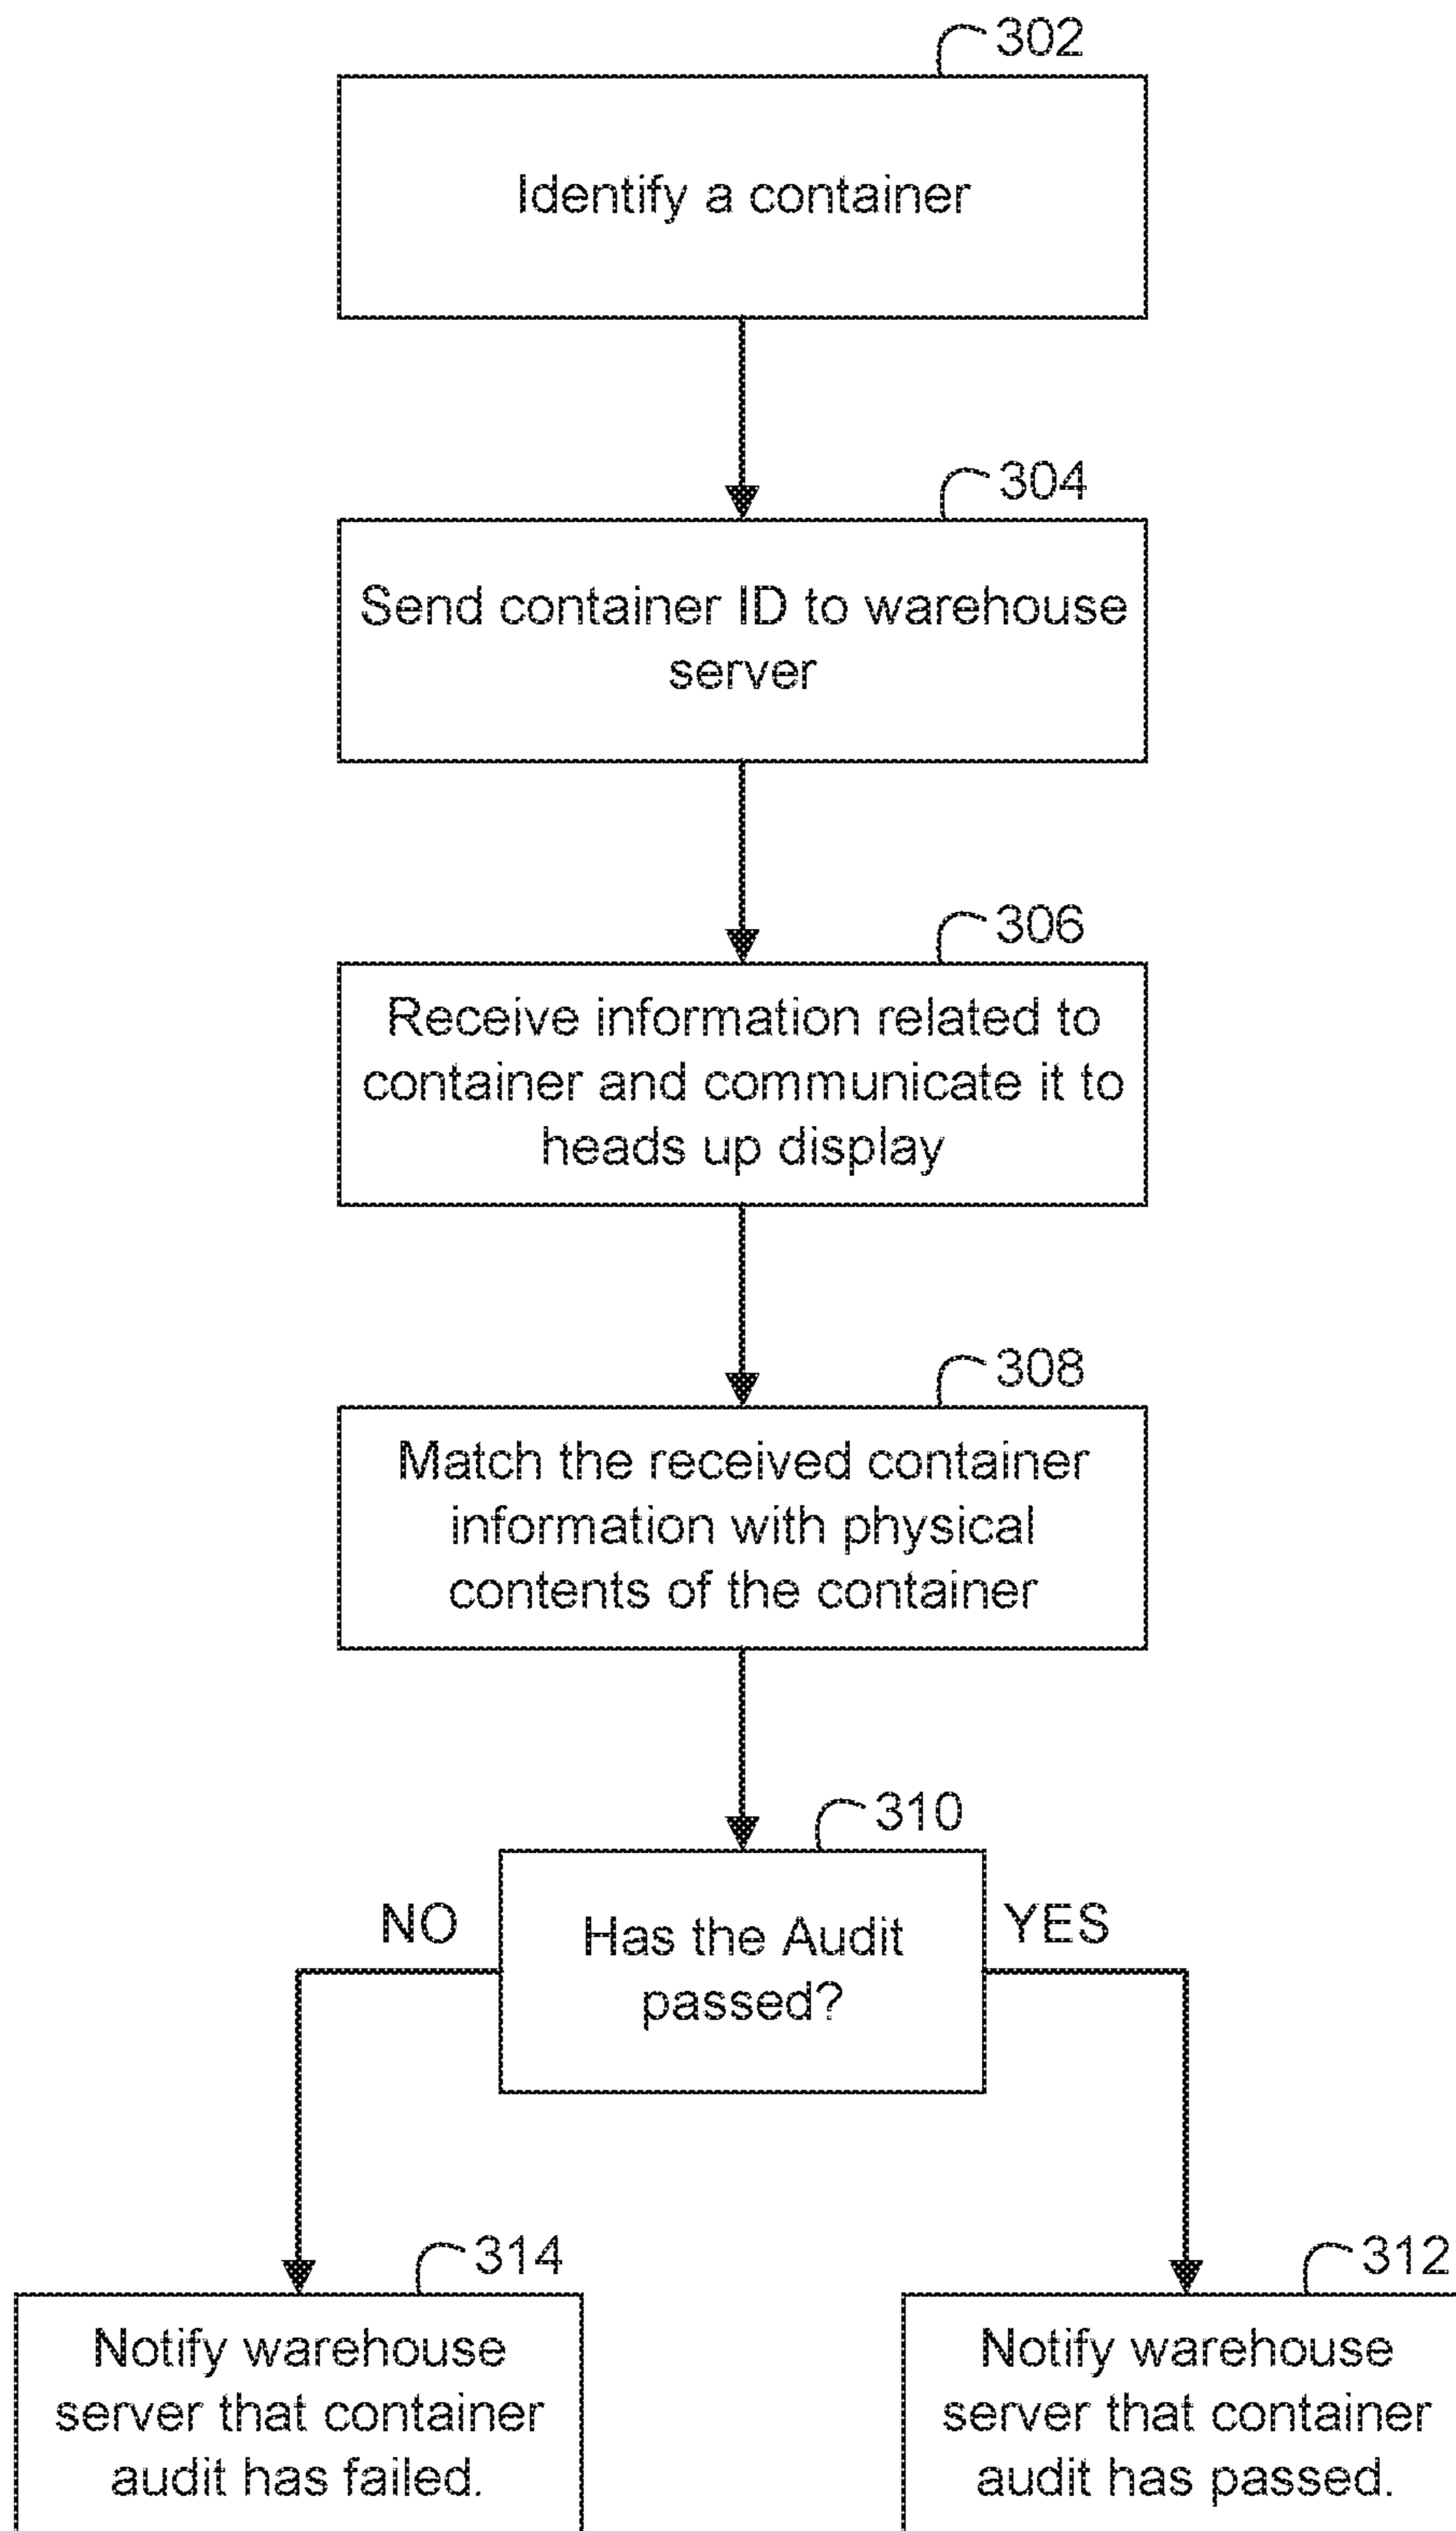 302
Identify a container
304
Send container ID to warehouse
server
306
Receive information related to
container and communicate it to
heads up display
308
Match the received container
information with physical
contents of the container
310
NO
Has the Audit
passed?
YES
314
Notify warehouse
server that container
audit has failed.
312
Notify warehouse
server that container
audit has passed.